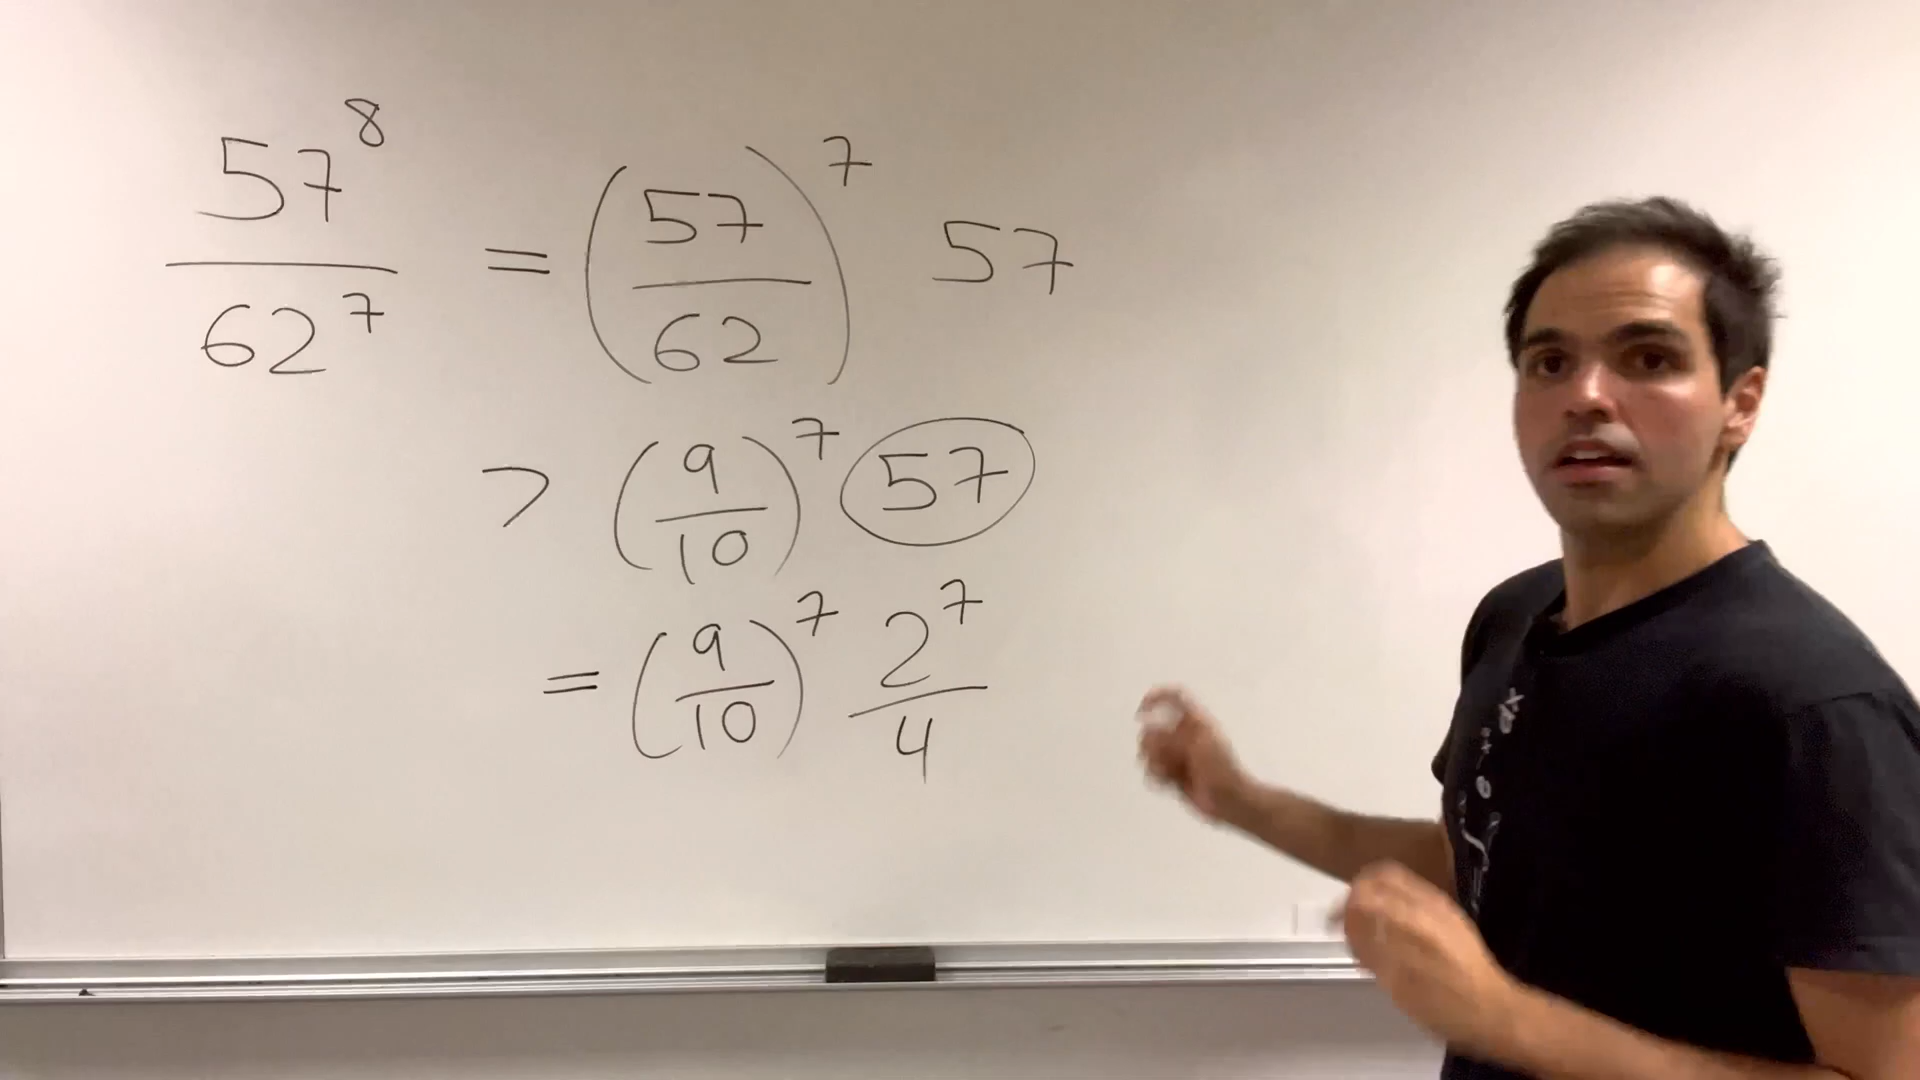 57^8 / 62^7 = (57/62)^7 57
> (9/10)^7 57
= (9/10)^7 2^7/4